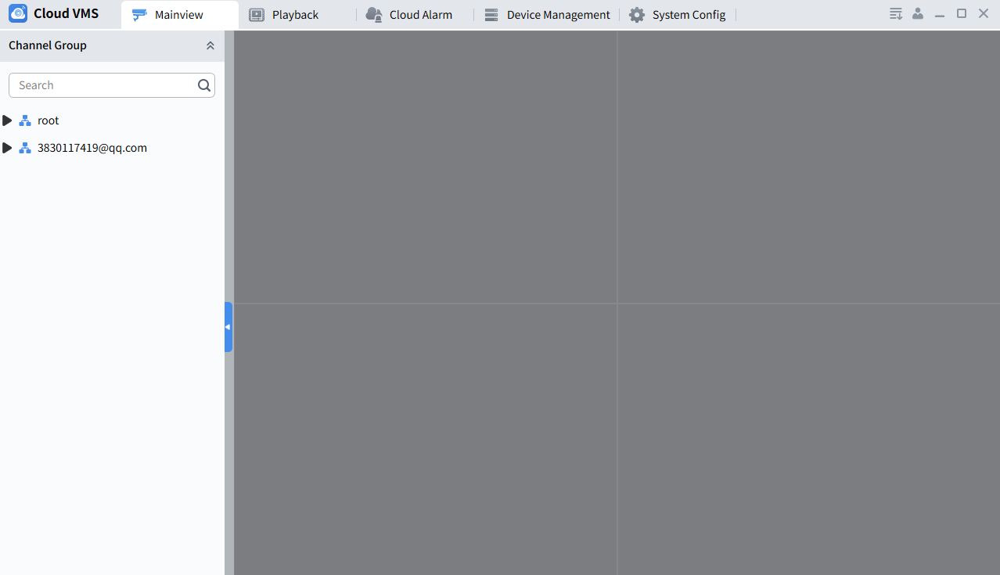 Cloud VMS Mainview Playback Cloud Alarm Device Management System Config
Channel Group
Search
root
3830117419@qq.com